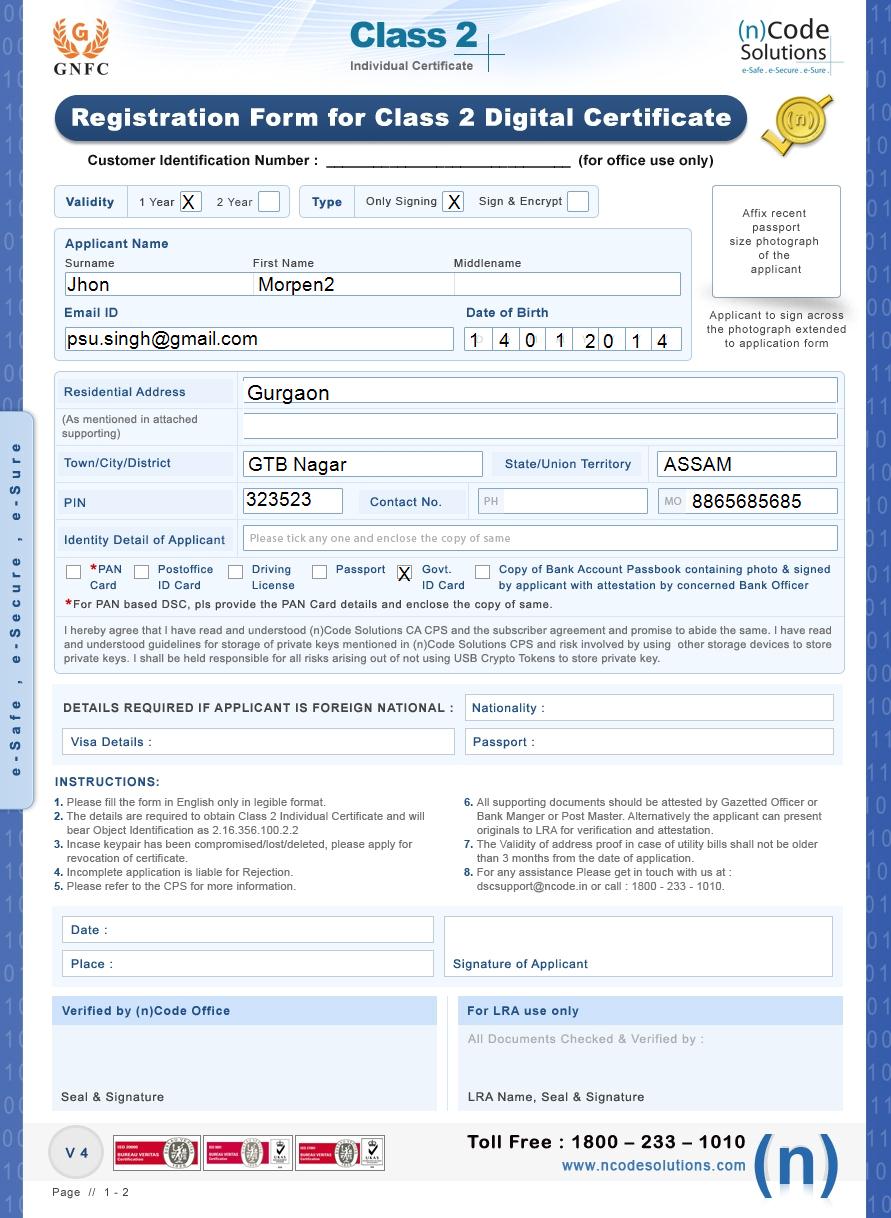 GNFC
Class 2
Individual Certificate
(n)Code
Solutions
e-Safe . e-Secure . e-Sure .
Registration Form for Class 2 Digital Certificate
Customer Identification Number : ____________________________ (for office use only)
Validity 1 Year X 2 Year Type Only Signing X Sign & Encrypt
Affix recent
passport
size photograph
of the
applicant
Applicant to sign across
the photograph extended
to application form
Applicant Name
Surname First Name Middlename
Jhon Morpen2
Email ID Date of Birth
psu.singh@gmail.com 1 4 0 1 2 0 1 4
Residential Address Gurgaon
(As mentioned in attached
supporting)
Town/City/District GTB Nagar State/Union Territory ASSAM
PIN 323523 Contact No. PH MO 8865685685
Identity Detail of Applicant Please tick any one and enclose the copy of same
*PAN Card Postoffice ID Card Driving License Passport X Govt. ID Card Copy of Bank Account Passbook containing photo & signed
by applicant with attestation by concerned Bank Officer
*For PAN based DSC, pls provide the PAN Card details and enclose the copy of same.
I hereby agree that I have read and understood (n)Code Solutions CA CPS and the subscriber agreement and promise to abide the same. I have read
and understood guidelines for storage of private keys mentioned in (n)Code Solutions CPS and risk involved by using other storage devices to store
private keys. I shall be held responsible for all risks arising out of not using USB Crypto Tokens to store private key.
DETAILS REQUIRED IF APPLICANT IS FOREIGN NATIONAL : Nationality :
Visa Details : Passport :
INSTRUCTIONS:
1. Please fill the form in English only in legible format.
2. The details are required to obtain Class 2 Individual Certificate and will
bear Object Identification as 2.16.356.100.2.2
3. Incase keypair has been compromised/lost/deleted, please apply for
revocation of certificate.
4. Incomplete application is liable for Rejection.
5. Please refer to the CPS for more information.
6. All supporting documents should be attested by Gazetted Officer or
Bank Manger or Post Master. Alternatively the applicant can present
originals to LRA for verification and attestation.
7. The Validity of address proof in case of utility bills shall not be older
than 3 months from the date of application.
8. For any assistance Please get in touch with us at :
dscsupport@ncode.in or call : 1800 - 233 - 1010.
Date :
Place :
Signature of Applicant
Verified by (n)Code Office
Seal & Signature
For LRA use only
All Documents Checked & Verified by :
LRA Name, Seal & Signature
e-Safe , e-Secure , e-Sure
V 4
BUREAU VERITAS
Certification
BUREAU VERITAS
Certification
BUREAU VERITAS
Certification
Toll Free : 1800 – 233 – 1010
www.ncodesolutions.com
(n)
Page // 1 - 2